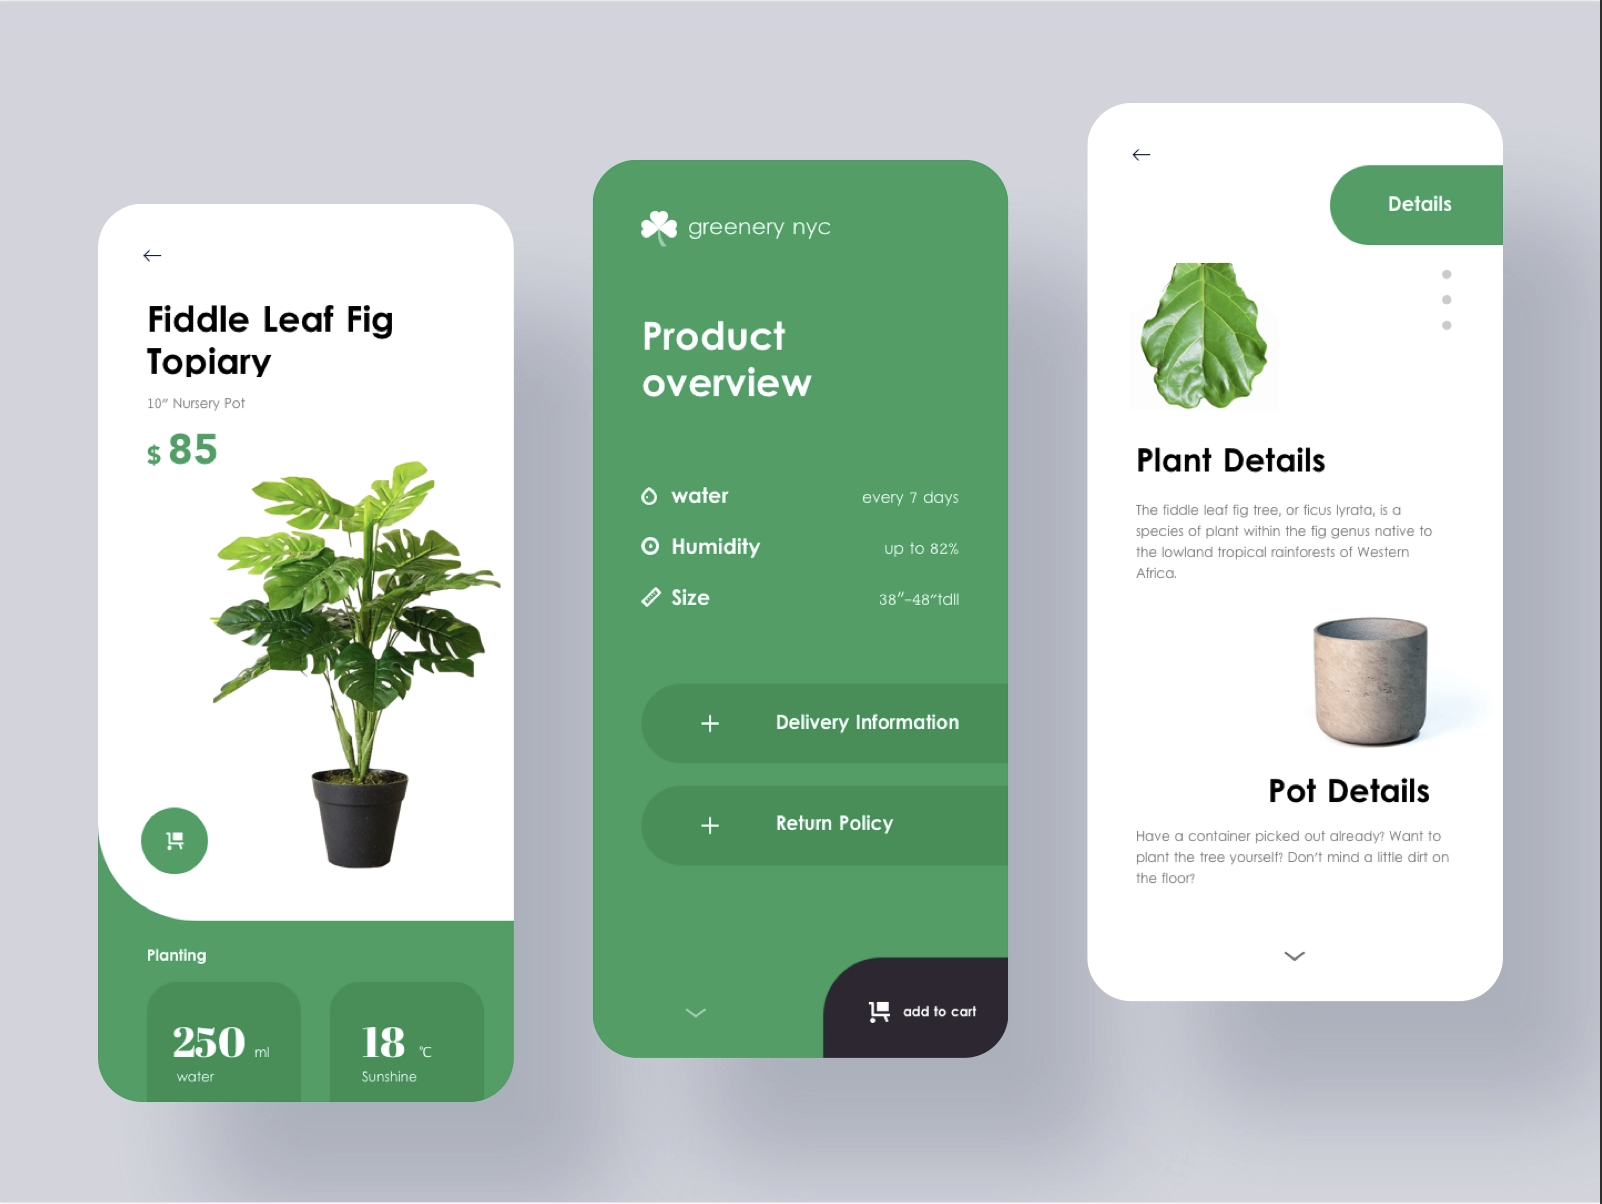 Fiddle Leaf Fig
Topiary
10" Nursery Pot
$ 85
Planting
250 ml
water
18 °C
Sunshine
greenery nyc
Product
overview
water every 7 days
Humidity up to 82%
Size 38"-48"tall
+ Delivery Information
+ Return Policy
add to cart
Details
Plant Details
The fiddle leaf fig tree, or ficus lyrata, is a
species of plant within the fig genus native to
the lowland tropical rainforests of Western
Africa.
Pot Details
Have a container picked out already? Want to
plant the tree yourself? Don't mind a little dirt on
the floor?